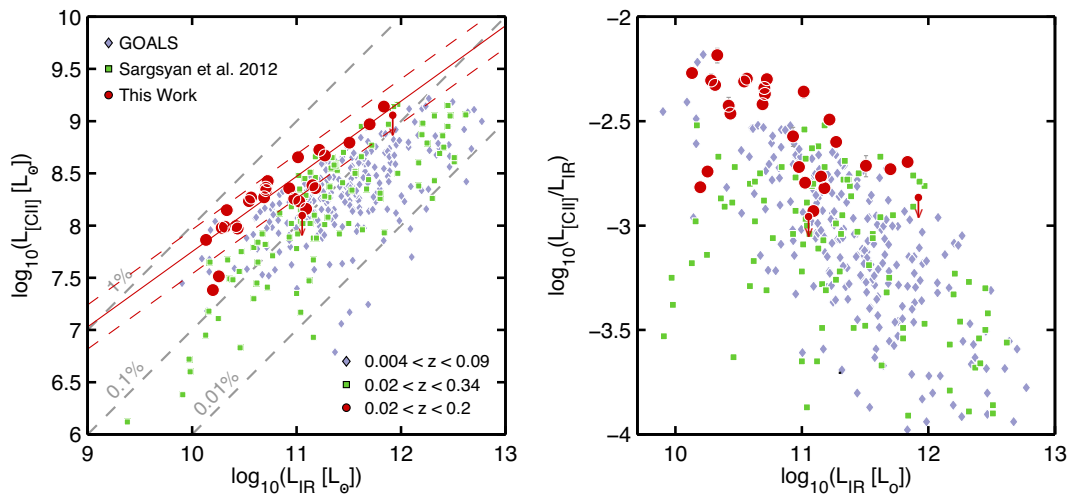 10
9.5
9
8.5
8
7.5
7
6.5
6
9
10
11
12
13
log10(L[CII] [L⊙])
log10(LIR [L⊙])
GOALS
Sargsyan et al. 2012
This Work
1%
0.1%
0.01%
0.004 < z < 0.09
0.02 < z < 0.34
0.02 < z < 0.2
−2
−2.5
−3
−3.5
−4
10
11
12
13
log10(L[CII]/LIR)
log10(LIR [Lo])